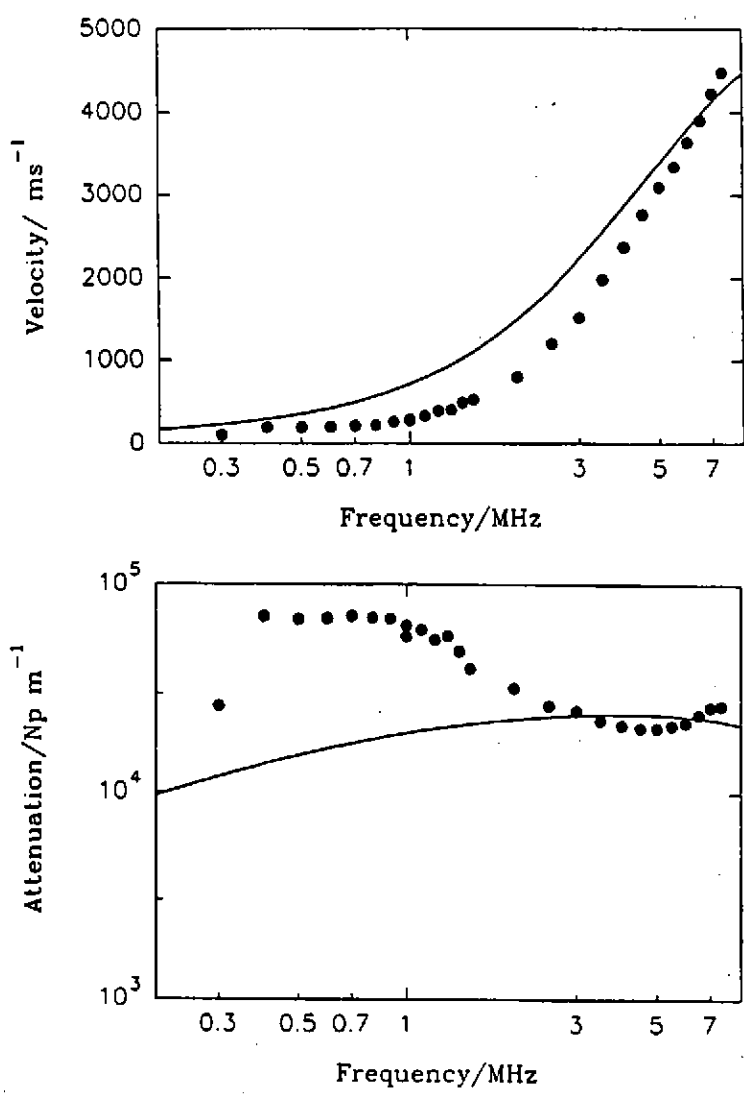 5000
4000
3000
2000
1000
0
Velocity/ ms⁻¹
0.3 0.5 0.7 1 3 5 7
Frequency/MHz
10⁵
10⁴
10³
Attenuation/Np m⁻¹
0.3 0.5 0.7 1 3 5 7
Frequency/MHz